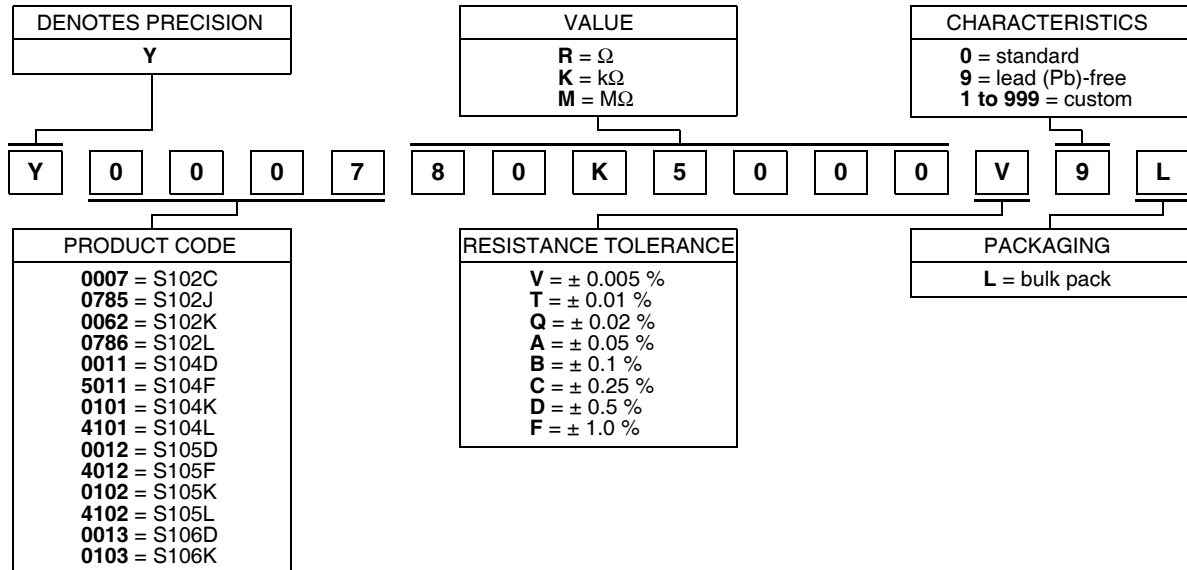 DENOTES PRECISION
Y
VALUE
R = Ω
K = kΩ
M = MΩ
CHARACTERISTICS
0 = standard
9 = lead (Pb)-free
1 to 999 = custom
Y 0 0 0 7 8 0 K 5 0 0 0 V 9 L
PRODUCT CODE
0007 = S102C
0785 = S102J
0062 = S102K
0786 = S102L
0011 = S104D
5011 = S104F
0101 = S104K
4101 = S104L
0012 = S105D
4012 = S105F
0102 = S105K
4102 = S105L
0013 = S106D
0103 = S106K
RESISTANCE TOLERANCE
V = ± 0.005 %
T = ± 0.01 %
Q = ± 0.02 %
A = ± 0.05 %
B = ± 0.1 %
C = ± 0.25 %
D = ± 0.5 %
F = ± 1.0 %
PACKAGING
L = bulk pack